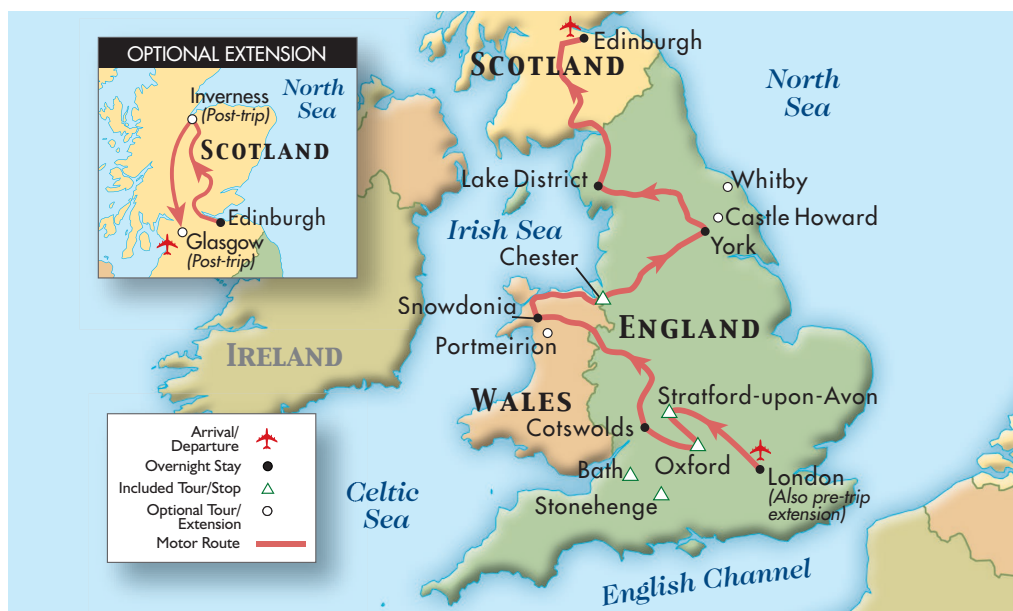 OPTIONAL EXTENSION
Inverness
(Post-trip)
North
Sea
SCOTLAND
Edinburgh
Glasgow
(Post-trip)
Edinburgh
SCOTLAND
North
Sea
Lake District
Whitby
Castle Howard
York
Irish Sea
Chester
Snowdonia
ENGLAND
Portmeirion
IRELAND
WALES
Stratford-upon-Avon
Cotswolds
Oxford
Bath
London
(Also pre-trip
extension)
Stonehenge
Celtic
Sea
English Channel
Arrival/
Departure
Overnight Stay
Included Tour/Stop
Optional Tour/
Extension
Motor Route